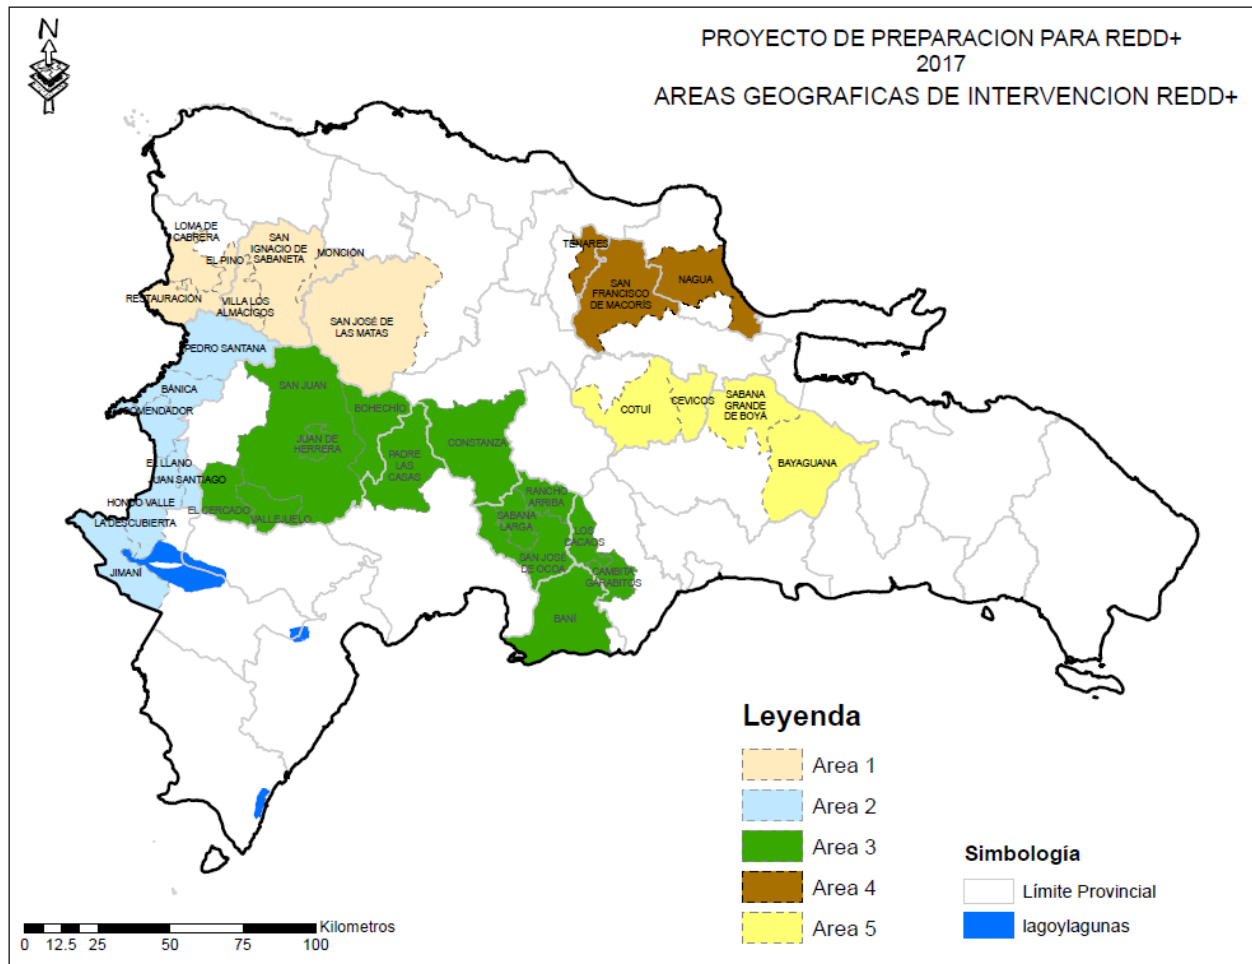 N
PROYECTO DE PREPARACION PARA REDD+
2017
AREAS GEOGRAFICAS DE INTERVENCION REDD+
LOMA DE
CABRERA
SAN
IGNACIO DE
SABANETA
EL PINO
MONCIÓN
RESTAURACIÓN
VILLA LOS
ALMÁCIGOS
SAN JOSÉ DE
LAS MATAS
TENARES
SAN
FRANCISCO
DE MACORÍS
NAGUA
PEDRO SANTANA
BÁNICA
COMENDADOR
EL LLANO
JUAN SANTIAGO
HONDO VALLE
LA DESCUBIERTA
JIMANÍ
SAN JUAN
BOHECHÍO
JUAN DE
HERRERA
PADRE
LAS
CASAS
CONSTANZA
EL CERCADO
VALLEJUELO
RANCHO
ARRIBA
SABANA
LARGA
LOS
CACAOS
SAN JOSÉ
DE OCOA
CAMBITA
GARABITOS
BANÍ
COTUÍ
CEVICOS
SABANA
GRANDE
DE BOYÁ
BAYAGUANA
Leyenda
Area 1
Area 2
Area 3
Area 4
Area 5
Simbología
Límite Provincial
lagoylagunas
Kilometros
0 12.5 25 50 75 100